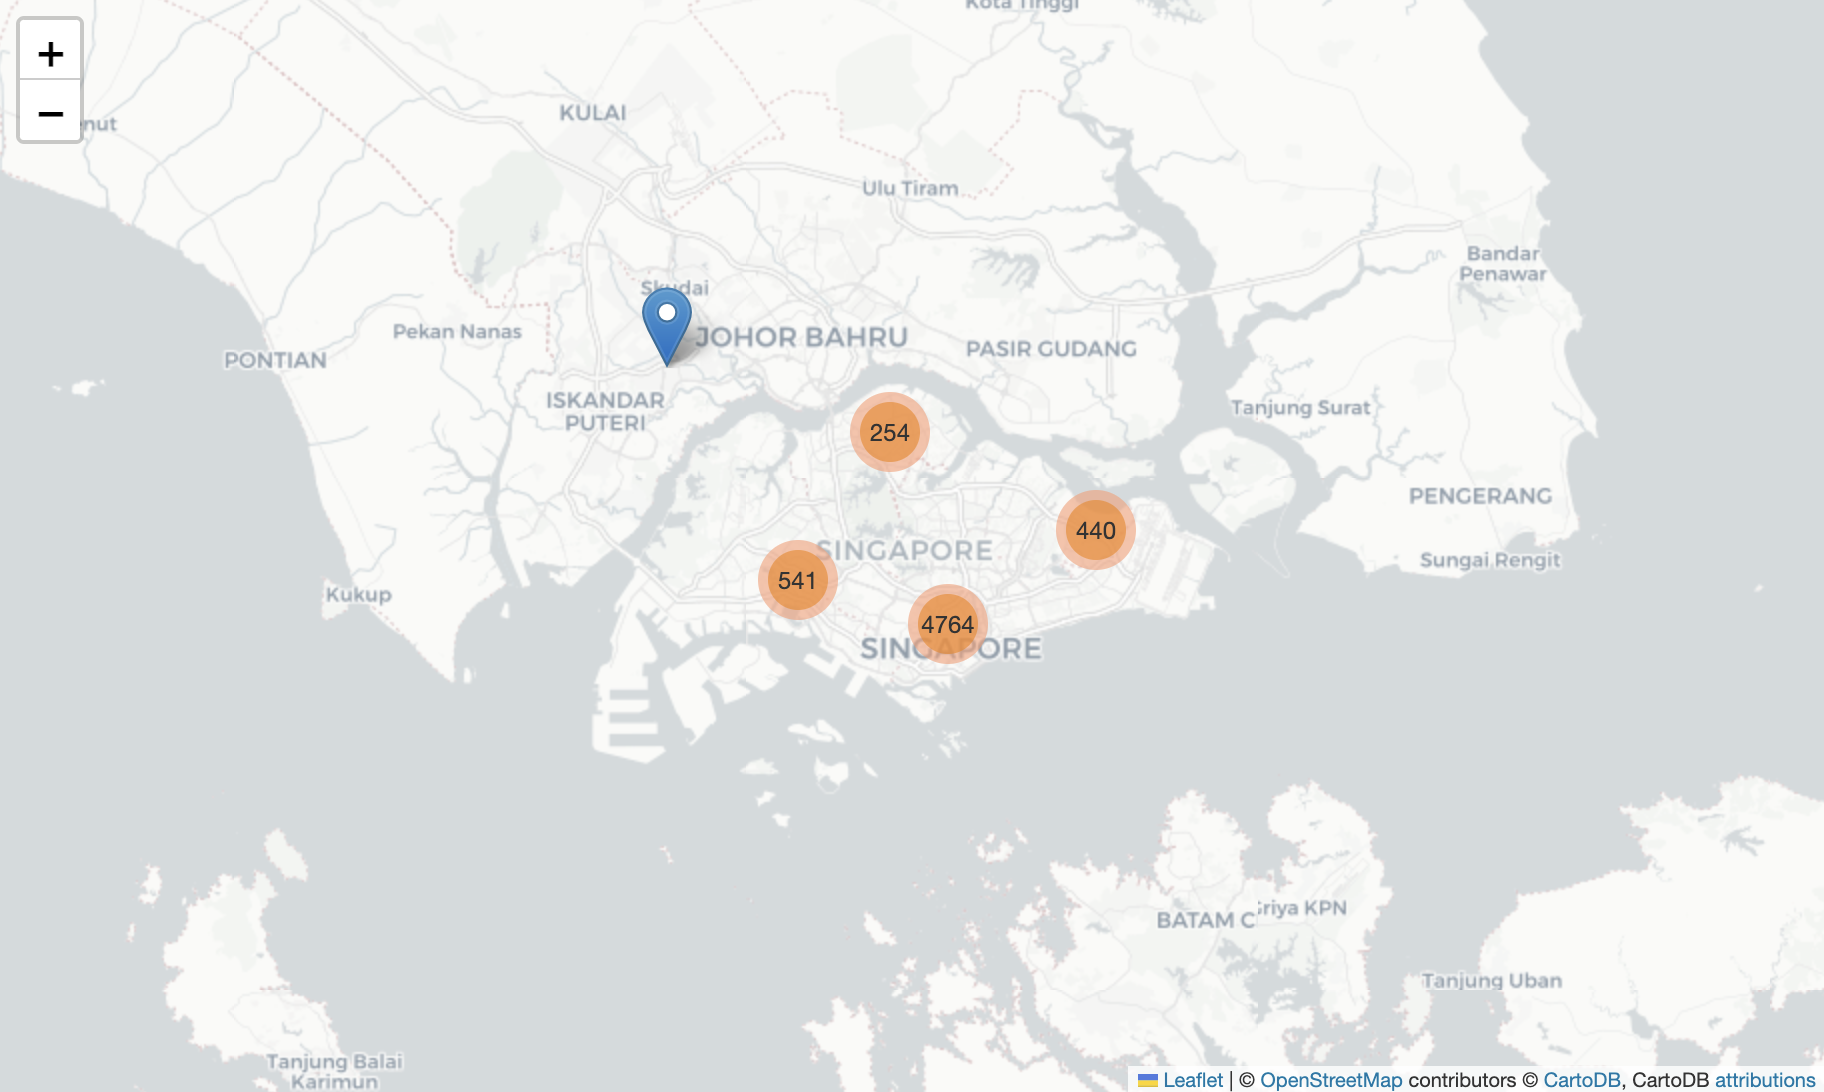 Kota Tinggi
+
−
nut
KULAI
Ulu Tiram
Bandar
Penawar
Skudai
Pekan Nanas
JOHOR BAHRU
PASIR GUDANG
PONTIAN
ISKANDAR
PUTERI
Tanjung Surat
254
PENGERANG
440
SINGAPORE
541
Sungai Rengit
Kukup
4764
SINGAPORE
BATAM C
Griya KPN
Tanjung Uban
Tanjung Balai
Karimun
Leaflet | © OpenStreetMap contributors © CartoDB, CartoDB attributions